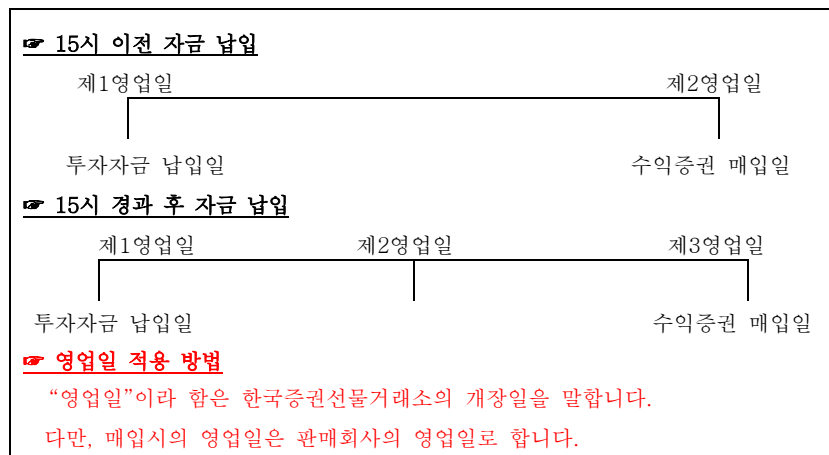 ☞ 15시 이전 자금 납입
제1영업일 제2영업일
투자자금 납입일 수익증권 매입일
☞ 15시 경과 후 자금 납입
제1영업일 제2영업일 제3영업일
투자자금 납입일 수익증권 매입일
☞ 영업일 적용 방법
“영업일”이라 함은 한국증권선물거래소의 개장일을 말합니다.
다만, 매입시의 영업일은 판매회사의 영업일로 합니다.